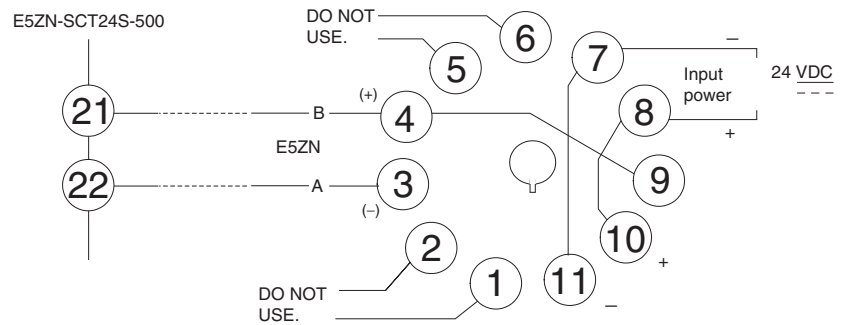 E5ZN-SCT24S-500
DO NOT
USE.
6
5
7
–
Input
power
24 VDC
8
+
21
B
(+)
4
E5ZN
22
A
(–)
3
9
10
+
2
1
11
–
DO NOT
USE.